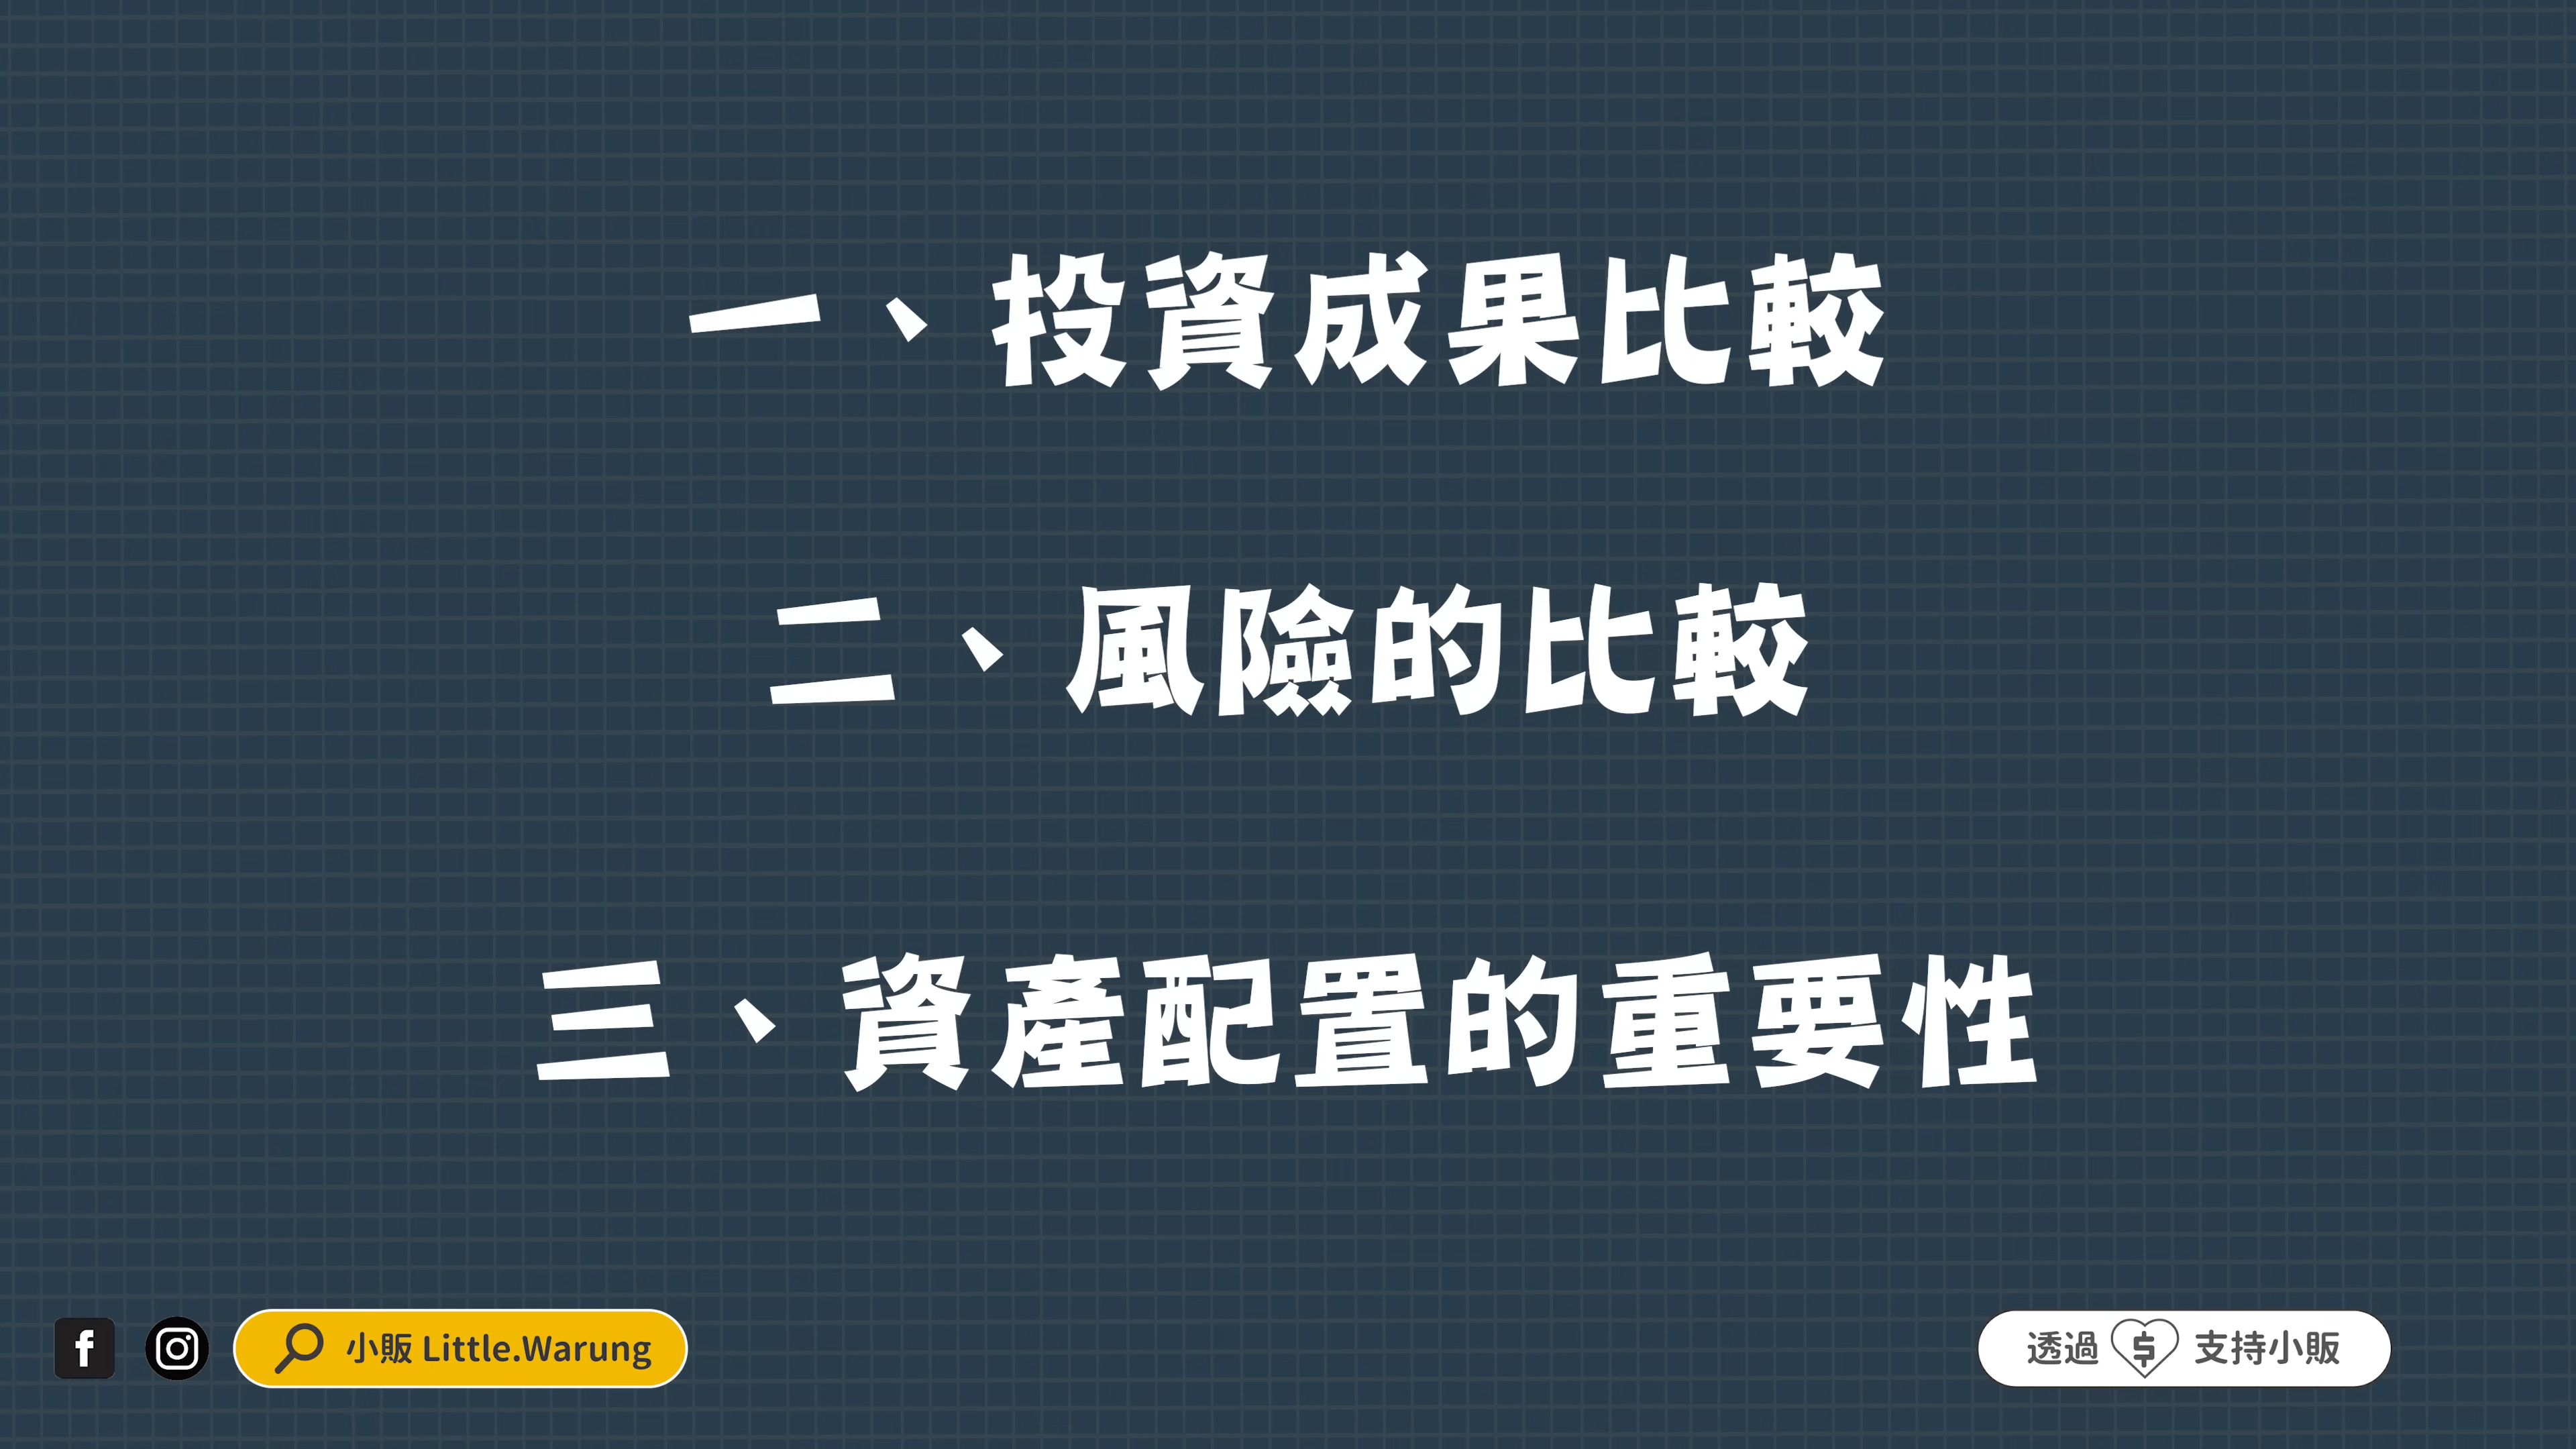 一、投資成果比較
二、風險的比較
三、資產配置的重要性
小販 Little.Warung
透過 $ 支持小販